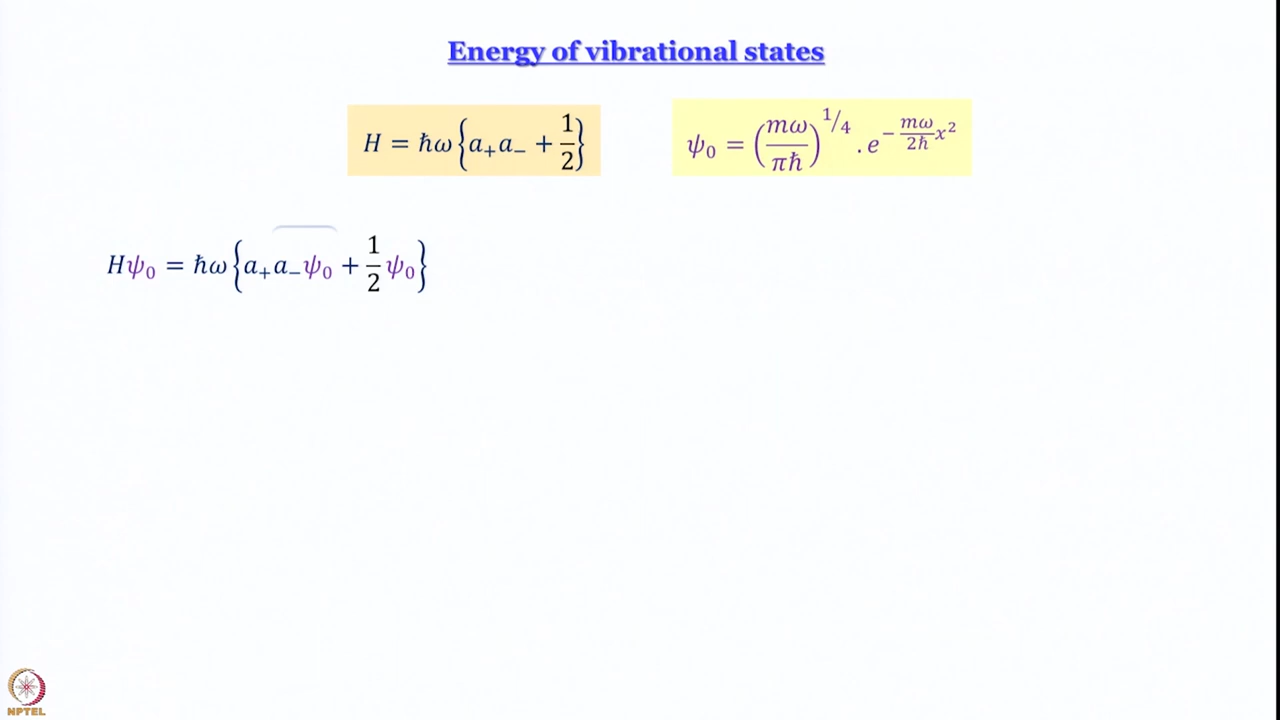 Energy of vibrational states
H = ℏω{a₊a₋ + 1/2}
ψ₀ = (mω/πℏ)^1/4 . e^−(mω/2ℏ)x²
Hψ₀ = ℏω{a₊a₋ψ₀ + 1/2 ψ₀}
NPTEL